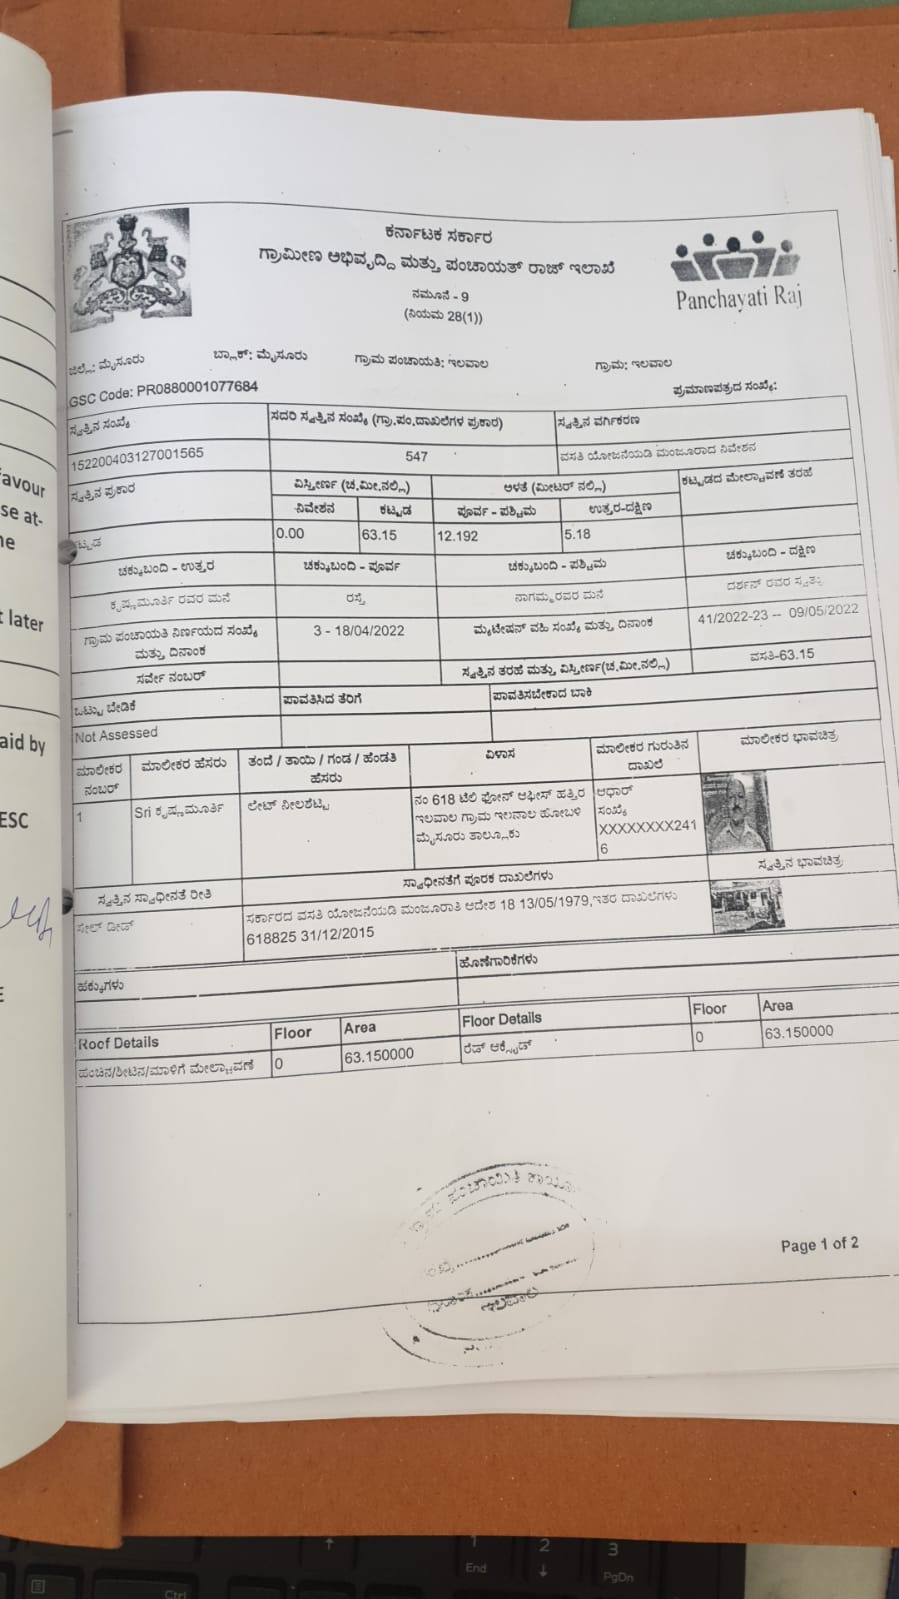 avour
se at-
ne
t later
aid by
ESC
E
ಕರ್ನಾಟಕ ಸರ್ಕಾರ
ಗ್ರಾಮೀಣ ಅಭಿವೃದ್ದಿ ಮತ್ತು ಪಂಚಾಯತ್ ರಾಜ್ ಇಲಾಖೆ
ನಮೂನೆ - 9
(ನಿಯಮ 28(1))
Panchayati Raj
ಜಿಲ್ಲೆ: ಮೈಸೂರು ಬ್ಲಾಕ್: ಮೈಸೂರು ಗ್ರಾಮ ಪಂಚಾಯತಿ: ಇಲವಾಲ ಗ್ರಾಮ: ಇಲವಾಲ
GSC Code: PR0880001077684 ಪ್ರಮಾಣಪತ್ರದ ಸಂಖ್ಯೆ:
ಸ್ವತ್ತಿನ ಸಂಖ್ಯೆ ಸದರಿ ಸ್ವತ್ತಿನ ಸಂಖ್ಯೆ (ಗ್ರಾ.ಪಂ.ದಾಖಲೆಗಳ ಪ್ರಕಾರ) ಸ್ವತ್ತಿನ ವರ್ಗೀಕರಣ
152200403127001565 547 ವಸತಿ ಯೋಜನೆಯಡಿ ಮಂಜೂರಾದ ನಿವೇಶನ
ಸ್ವತ್ತಿನ ಪ್ರಕಾರ ವಿಸ್ತೀರ್ಣ (ಚ.ಮೀ.ನಲ್ಲಿ) ಅಳತೆ (ಮೀಟರ್ ನಲ್ಲಿ) ಕಟ್ಟಡದ ಮೇಲ್ಛಾವಣೆ ತರಹೆ
ನಿವೇಶನ ಕಟ್ಟಡ ಪೂರ್ವ - ಪಶ್ಚಿಮ ಉತ್ತರ-ದಕ್ಷಿಣ
ಕಟ್ಟಡ 0.00 63.15 12.192 5.18
ಚಕ್ಕುಬಂದಿ - ಉತ್ತರ ಚಕ್ಕುಬಂದಿ - ಪೂರ್ವ ಚಕ್ಕುಬಂದಿ - ಪಶ್ಚಿಮ ಚಕ್ಕುಬಂದಿ - ದಕ್ಷಿಣ
ಕೃಷ್ಣಮೂರ್ತಿ ರವರ ಮನೆ ರಸ್ತೆ ನಾಗಮ್ಮರವರ ಮನೆ ದರ್ಶನ್ ರವರ ಸ್ವತ್ತು
ಗ್ರಾಮ ಪಂಚಾಯತಿ ನಿರ್ಣಯದ ಸಂಖ್ಯೆ 3 - 18/04/2022 ಮ್ಯುಟೇಷನ್ ವಹಿ ಸಂಖ್ಯೆ ಮತ್ತು ದಿನಾಂಕ 41/2022-23 -- 09/05/2022
ಮತ್ತು ದಿನಾಂಕ
ಸರ್ವೇ ನಂಬರ್ ಸ್ವತ್ತಿನ ತರಹೆ ಮತ್ತು ವಿಸ್ತೀರ್ಣ(ಚ.ಮೀ.ನಲ್ಲಿ) ವಸತಿ-63.15
ಒಟ್ಟು ಬೇಡಿಕೆ ಪಾವತಿಸಿದ ತೆರಿಗೆ ಪಾವತಿಸಬೇಕಾದ ಬಾಕಿ
Not Assessed
ಮಾಲೀಕರ ಮಾಲೀಕರ ಹೆಸರು ತಂದೆ / ತಾಯಿ / ಗಂಡ / ಹೆಂಡತಿ ವಿಳಾಸ ಮಾಲೀಕರ ಗುರುತಿನ ಮಾಲೀಕರ ಭಾವಚಿತ್ರ
ನಂಬರ್ ಹೆಸರು ದಾಖಲೆ
1 Sri ಕೃಷ್ಣಮೂರ್ತಿ ಲೇಟ್ ನೀಲಶೆಟ್ಟಿ ನಂ 618 ಟೆಲಿ ಫೋನ್ ಆಫೀಸ್ ಹತ್ತಿರ ಆಧಾರ್
ಇಲವಾಲ ಗ್ರಾಮ ಇಲವಾಲ ಹೋಬಳಿ ಸಂಖ್ಯೆ
ಮೈಸೂರು ತಾಲ್ಲೂಕು XXXXXXXX241
6
ಸ್ವತ್ತಿನ ಸ್ವಾಧೀನತೆ ರೀತಿ ಸ್ವಾಧೀನತೆಗೆ ಪೂರಕ ದಾಖಲೆಗಳು ಸ್ವತ್ತಿನ ಭಾವಚಿತ್ರ
ಸೇಲ್ ಡೀಡ್ ಸರ್ಕಾರದ ವಸತಿ ಯೋಜನೆಯಡಿ ಮಂಜೂರಾತಿ ಆದೇಶ 18 13/05/1979,ಇತರ ದಾಖಲೆಗಳು
618825 31/12/2015
ಹಕ್ಕುಗಳು ಹೊಣೆಗಾರಿಕೆಗಳು
Roof Details Floor Area Floor Details Floor Area
ಹಂಚಿನ/ಶೀಟಿನ/ಮಾಳಿಗೆ ಮೇಲ್ಛಾವಣೆ 0 63.150000 ರೆಡ್ ಆಕ್ಸೈಡ್ 0 63.150000
ಇಲವಾಲ
Page 1 of 2
1
End
2
3
PgDn
Ctrl